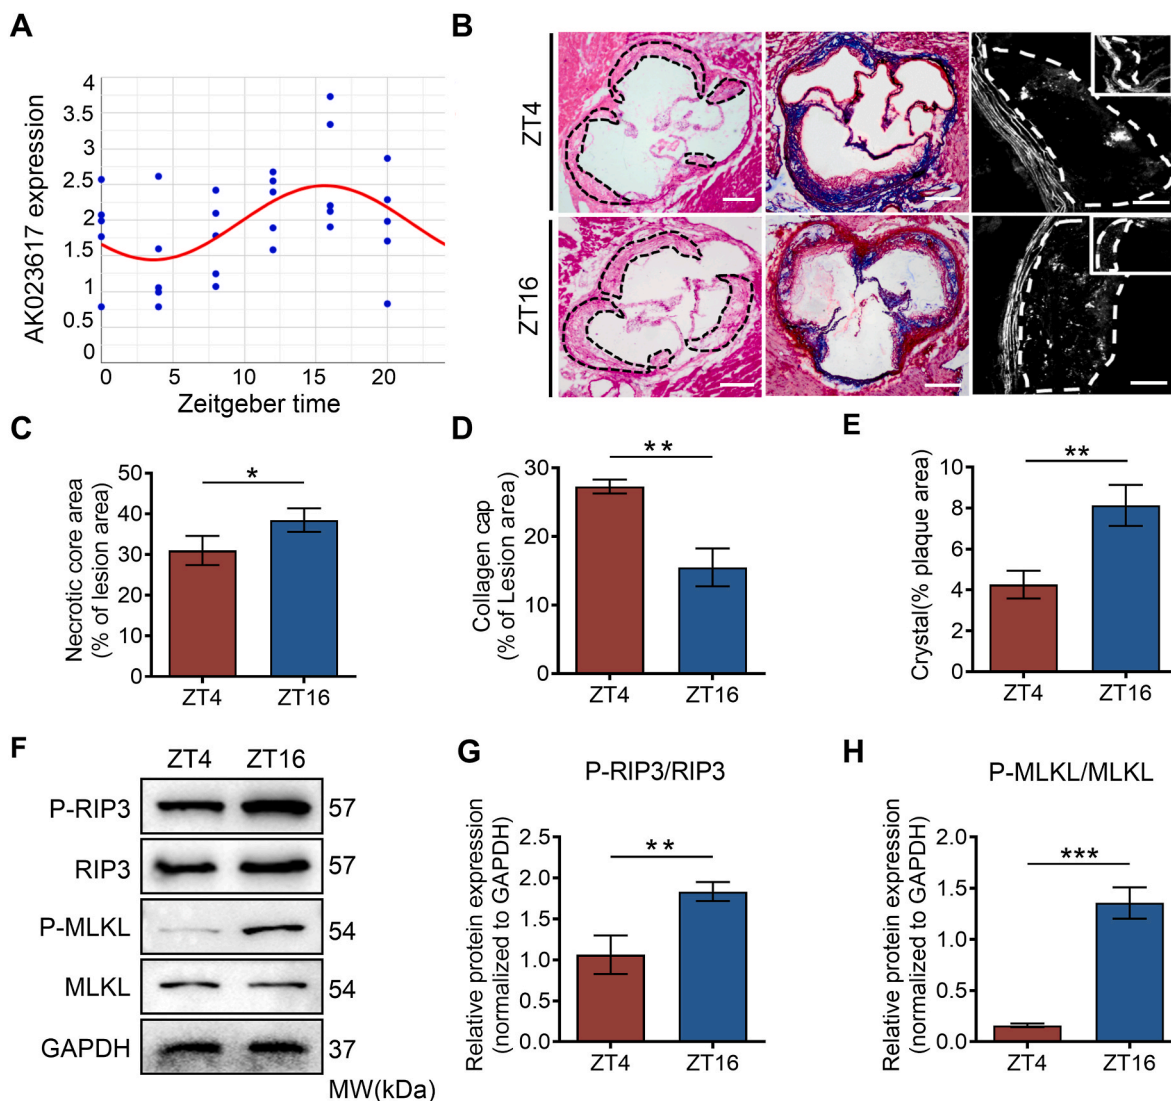 A
AK023617 expression
4
3.5
3
2.5
2
1.5
1
0.5
0
0 5 10 15 20
Zeitgeber time
B
ZT4
ZT16
C
Necrotic core area
(% of lesion area)
50
40
30
20
10
0
*
ZT4 ZT16
D
Collagen cap
(% of Lesion area)
30
20
10
0
**
ZT4 ZT16
E
Crystal(% plaque area)
10
8
6
4
2
0
**
ZT4 ZT16
F
ZT4 ZT16
P-RIP3 57
RIP3 57
P-MLKL 54
MLKL 54
GAPDH 37
MW(kDa)
G
P-RIP3/RIP3
Relative protein expression
(normalized to GAPDH)
2.5
2.0
1.5
1.0
0.5
0.0
**
ZT4 ZT16
H
P-MLKL/MLKL
Relative protein expression
(normalized to GAPDH)
2.0
1.5
1.0
0.5
0.0
***
ZT4 ZT16